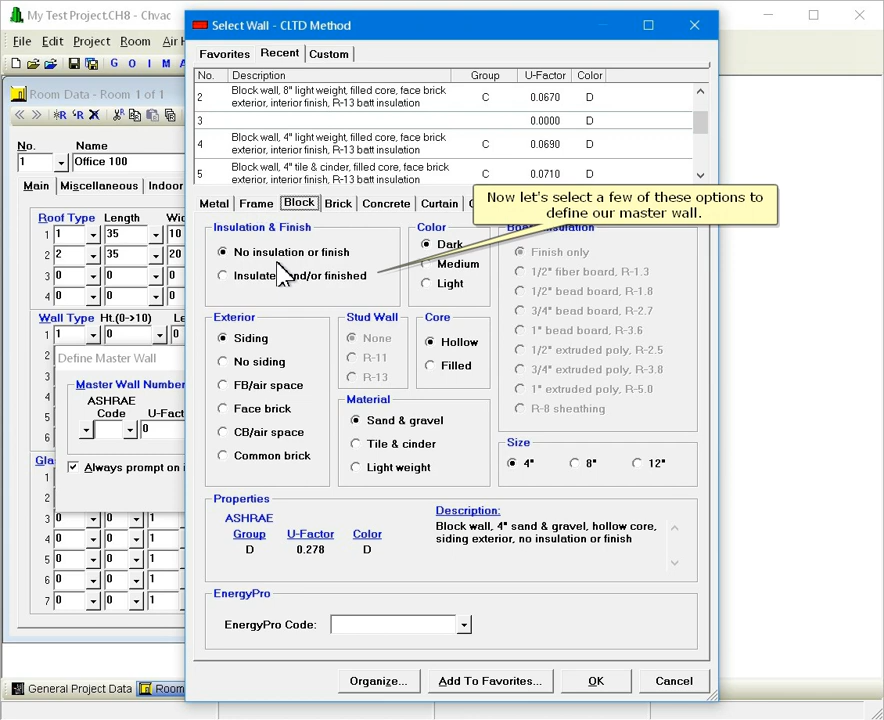 My Test Project.CH8 - Chvac
File Edit Project Room Air H
G O I M A
Room Data - Room 1 of 1
No. Name
1 Office 100
Main Miscellaneous Indoor
Roof Type Length Wid
1 1 35 10
2 2 35 20
3 0 0 0
4 0 0 0
Wall Type Ht.(0->10) Le
1 1 0 0
2
3
4
5
6
Define Master Wall
Master Wall Number
ASHRAE
Code U-Fact
0
Always prompt on i
Gla
1
2
3 0 0 1
4 0 0 1
5 0 0 1
6 0 0 1
7 0 0 1
General Project Data Room
Select Wall - CLTD Method
Favorites Recent Custom
No. Description Group U-Factor Color
2 Block wall, 8" light weight, filled core, face brick exterior, interior finish, R-13 batt insulation C 0.0670 D
3 0.0000 D
4 Block wall, 4" light weight, filled core, face brick exterior, interior finish, R-13 batt insulation C 0.0690 D
5 Block wall, 4" tile & cinder, filled core, face brick exterior, interior finish, R-13 batt insulation C 0.0710 D
Metal Frame Block Brick Concrete Curtain
Now let's select a few of these options to
define our master wall.
Insulation & Finish
No insulation or finish
Insulated and/or finished
Color
Dark
Medium
Light
Board Insulation
Finish only
1/2" fiber board, R-1.3
1/2" bead board, R-1.8
3/4" bead board, R-2.7
1" bead board, R-3.6
1/2" extruded poly, R-2.5
3/4" extruded poly, R-3.8
1" extruded poly, R-5.0
R-8 sheathing
Exterior
Siding
No siding
FB/air space
Face brick
CB/air space
Common brick
Stud Wall
None
R-11
R-13
Core
Hollow
Filled
Material
Sand & gravel
Tile & cinder
Light weight
Size
4" 8" 12"
Properties
ASHRAE
Group U-Factor Color
D 0.278 D
Description:
Block wall, 4" sand & gravel, hollow core,
siding exterior, no insulation or finish
EnergyPro
EnergyPro Code:
Organize... Add To Favorites... OK Cancel